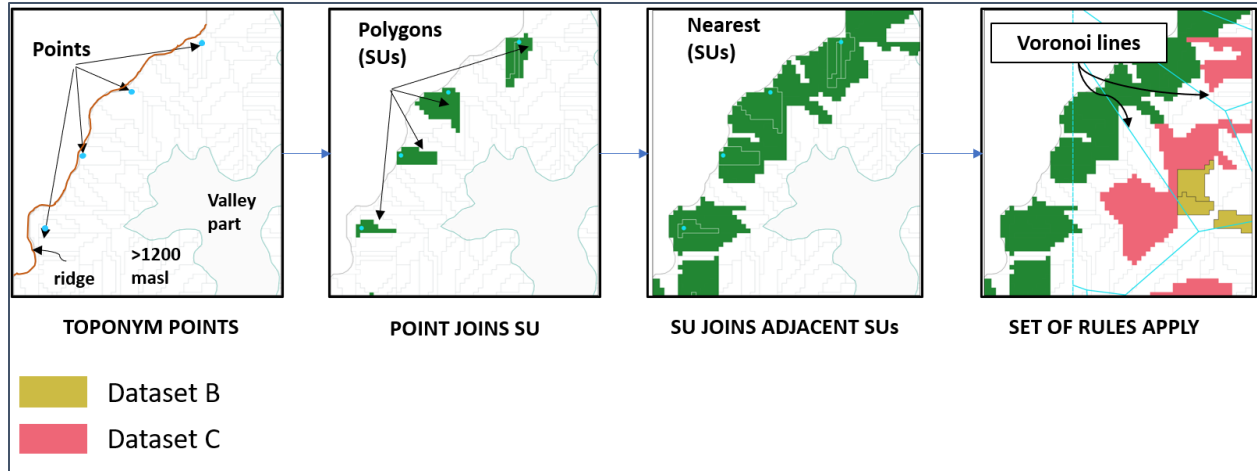 Points
Valley
part
>1200
masl
ridge
TOPONYM POINTS
Polygons
(SUs)
POINT JOINS SU
Nearest
(SUs)
SU JOINS ADJACENT SUs
Voronoi lines
SET OF RULES APPLY
Dataset B
Dataset C